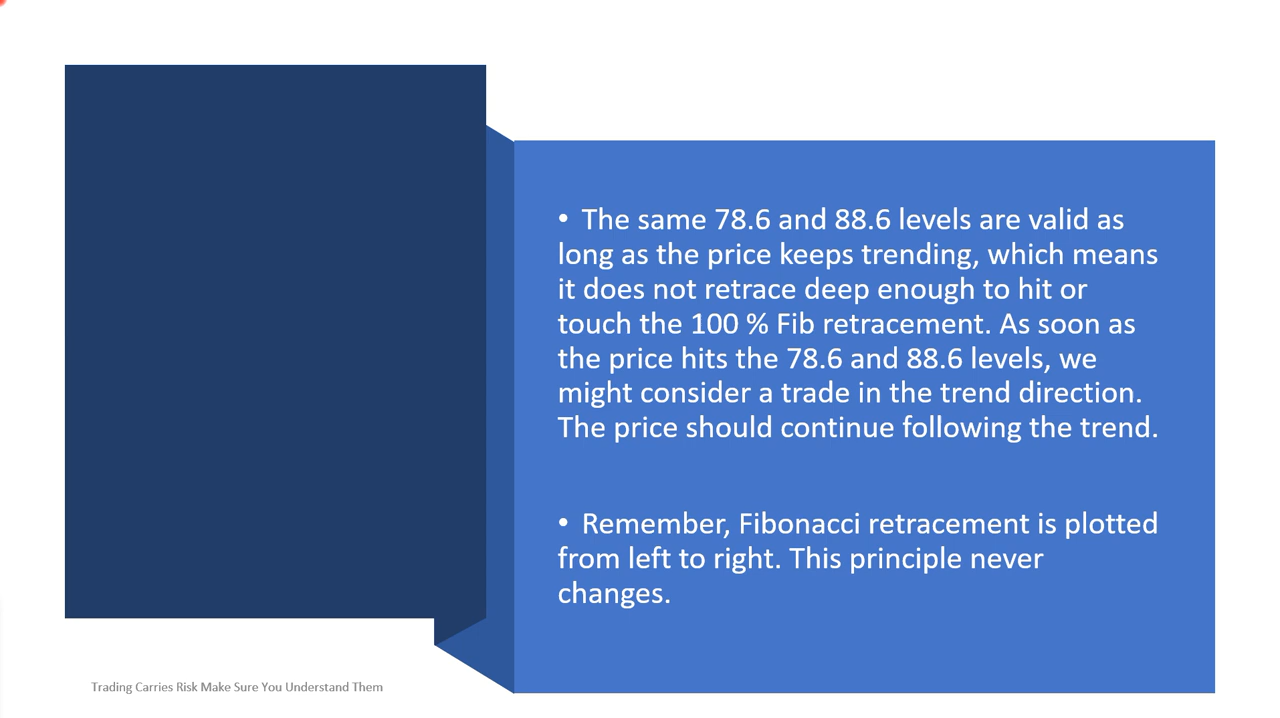 • The same 78.6 and 88.6 levels are valid as
long as the price keeps trending, which means
it does not retrace deep enough to hit or
touch the 100 % Fib retracement. As soon as
the price hits the 78.6 and 88.6 levels, we
might consider a trade in the trend direction.
The price should continue following the trend.
• Remember, Fibonacci retracement is plotted
from left to right. This principle never
changes.
Trading Carries Risk Make Sure You Understand Them